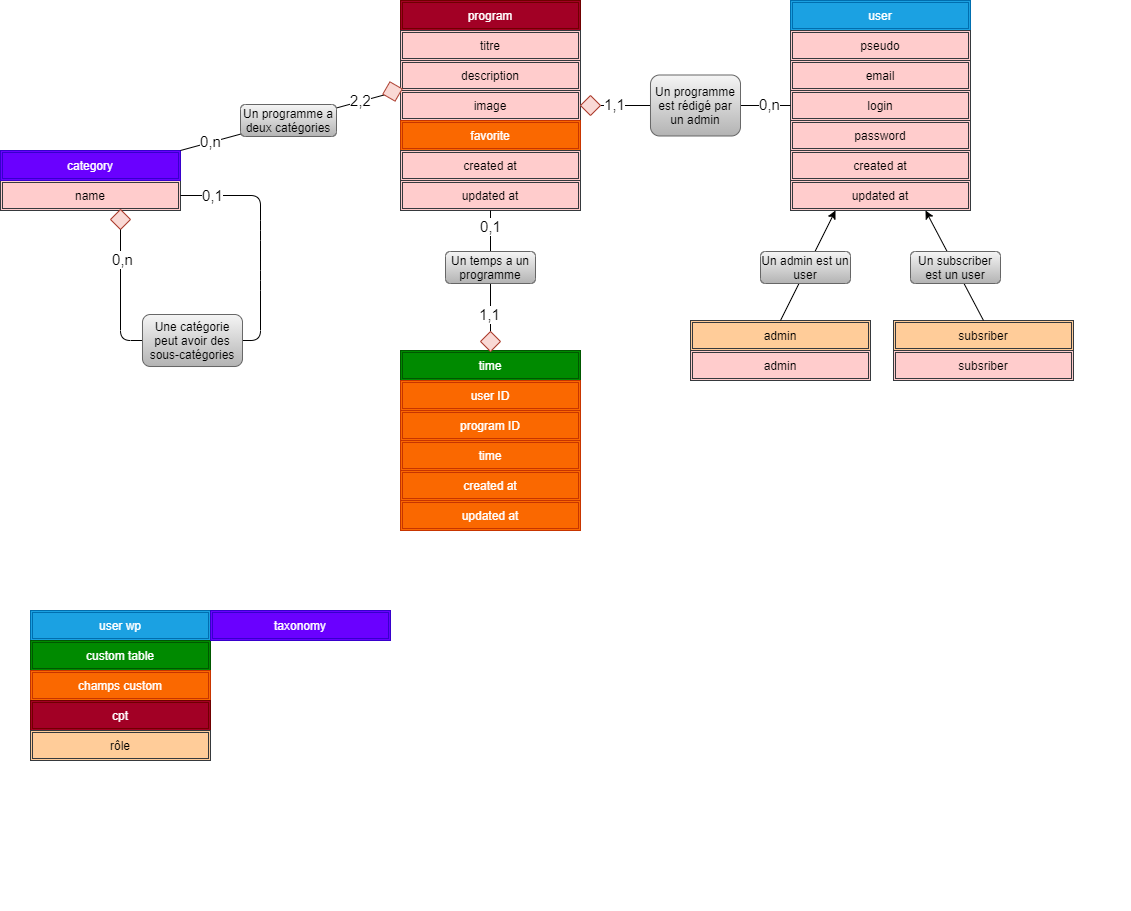 program
titre
description
image
favorite
created at
updated at
user
pseudo
email
login
password
created at
updated at
2,2
Un programme a
deux catégories
0,n
1,1
Un programme
est rédigé par
un admin
0,n
category
name
0,1
0,n
Une catégorie
peut avoir des
sous-catégories
0,1
Un temps a un
programme
1,1
Un admin est un
user
Un subscriber
est un user
admin
admin
subsriber
subsriber
time
user ID
program ID
time
created at
updated at
user wp
taxonomy
custom table
champs custom
cpt
rôle